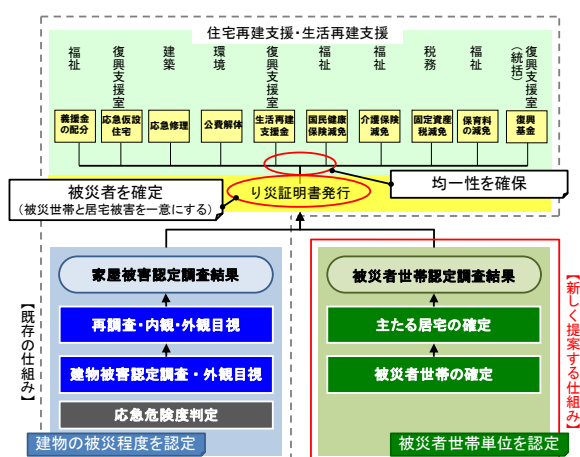 住宅再建支援・生活再建支援
福祉
復興支援室
建築
環境
復興支援室
福祉
福祉
税務
福祉
復興支援室
(統括)
義援金
の配分
応急仮設
住宅
応急修理
公費解体
生活再建
支援金
国民健康
保険減免
介護保険
減免
固定資産
税減免
保育料
の減免
復興
基金
被災者を確定
(被災世帯と居宅被害を一意にする)
り災証明書発行
均一性を確保
【既存の仕組み】
家屋被害認定調査結果
再調査・内観・外観目視
建物被害認定調査・外観目視
応急危険度判定
建物の被災程度を認定
被災者世帯認定調査結果
主たる居宅の確定
被災者世帯の確定
被災者世帯単位を認定
【新しく提案する仕組み】